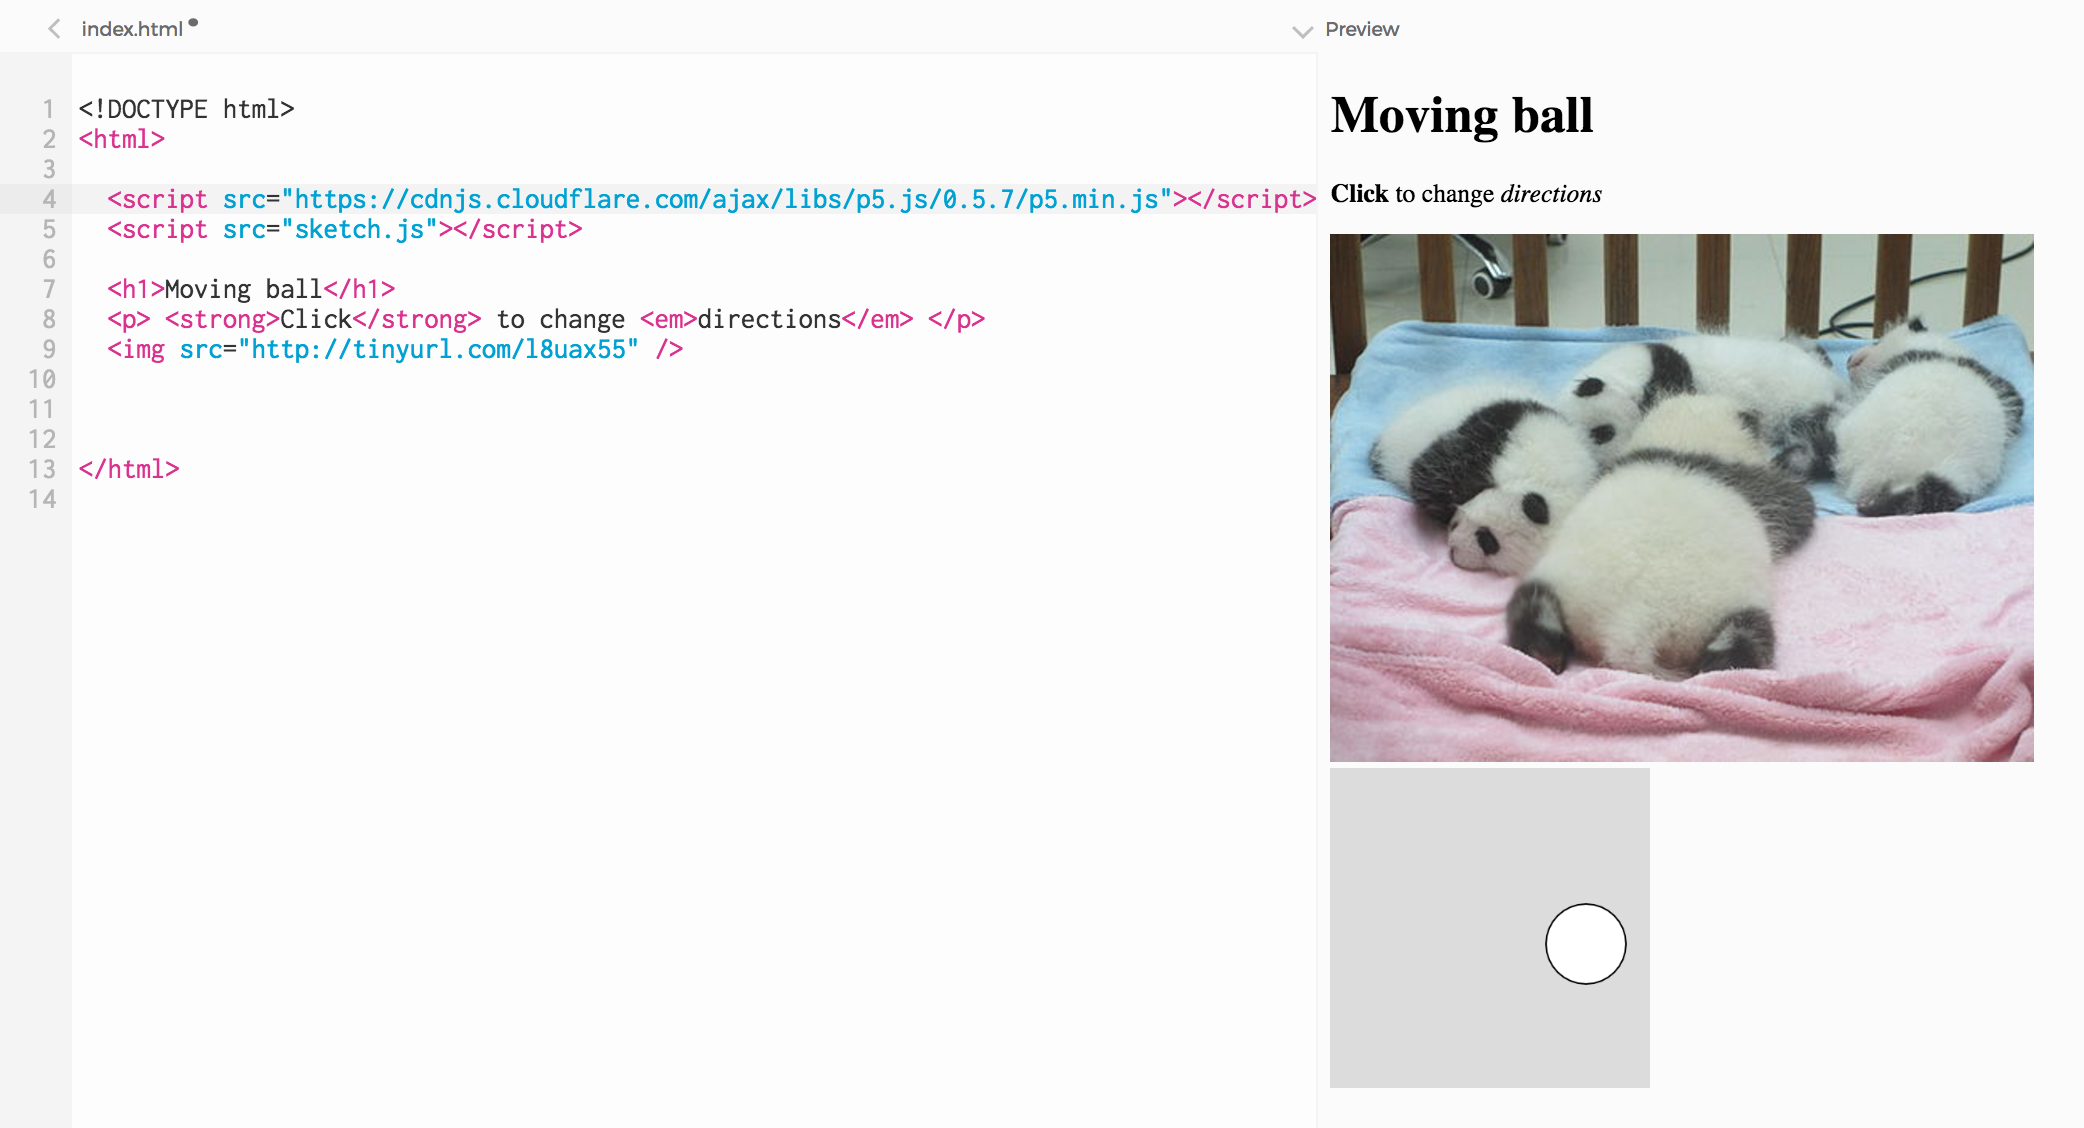 index.html
Preview
1 <!DOCTYPE html>
2 <html>
3
4 <script src="https://cdnjs.cloudflare.com/ajax/libs/p5.js/0.5.7/p5.min.js"></script>
5 <script src="sketch.js"></script>
6
7 <h1>Moving ball</h1>
8 <p> <strong>Click</strong> to change <em>directions</em> </p>
9 <img src="http://tinyurl.com/l8uax55" />
10
11
12
13 </html>
14
Moving ball
Click to change directions